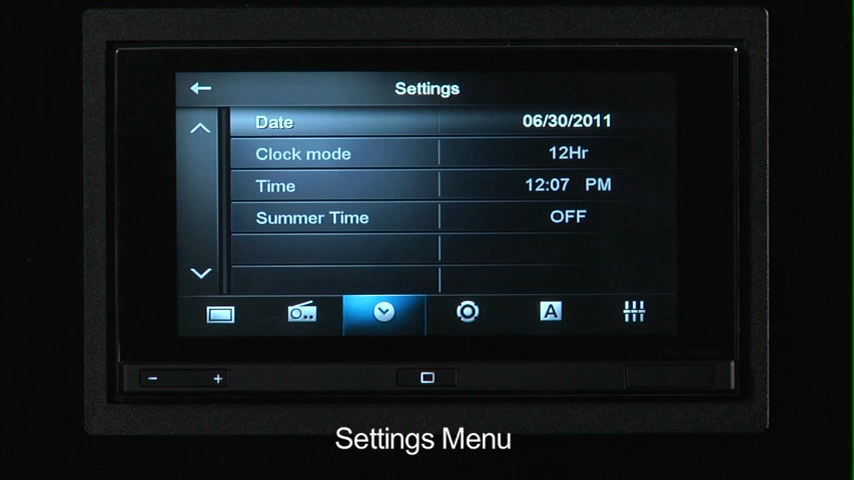 Settings
Date 06/30/2011
Clock mode 12Hr
Time 12:07 PM
Summer Time OFF
A
- +
Settings Menu